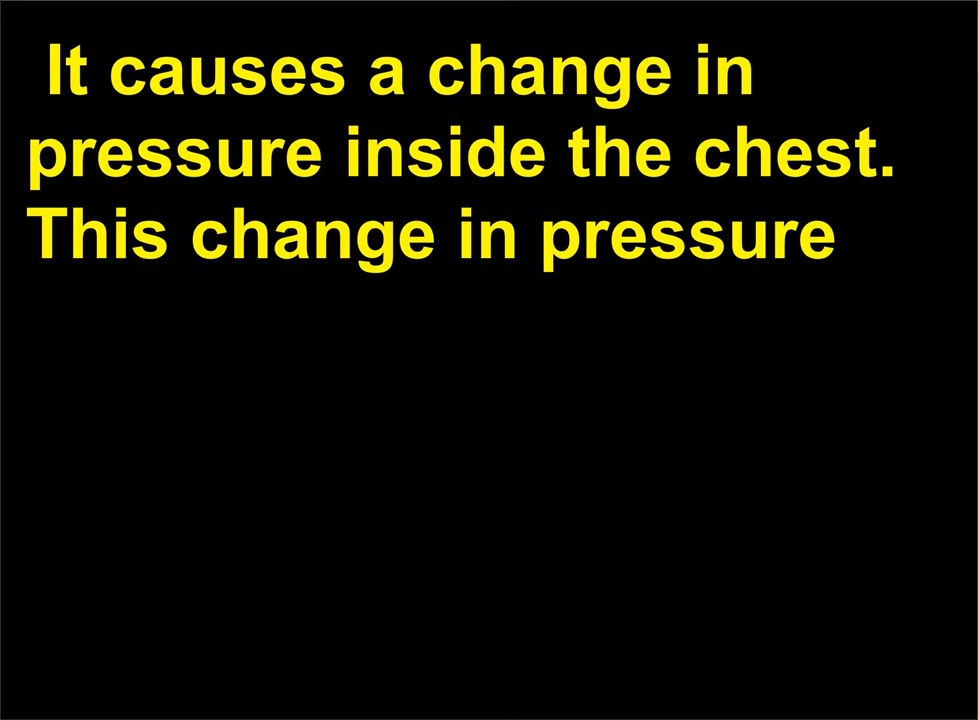 It causes a change in
pressure inside the chest.
This change in pressure